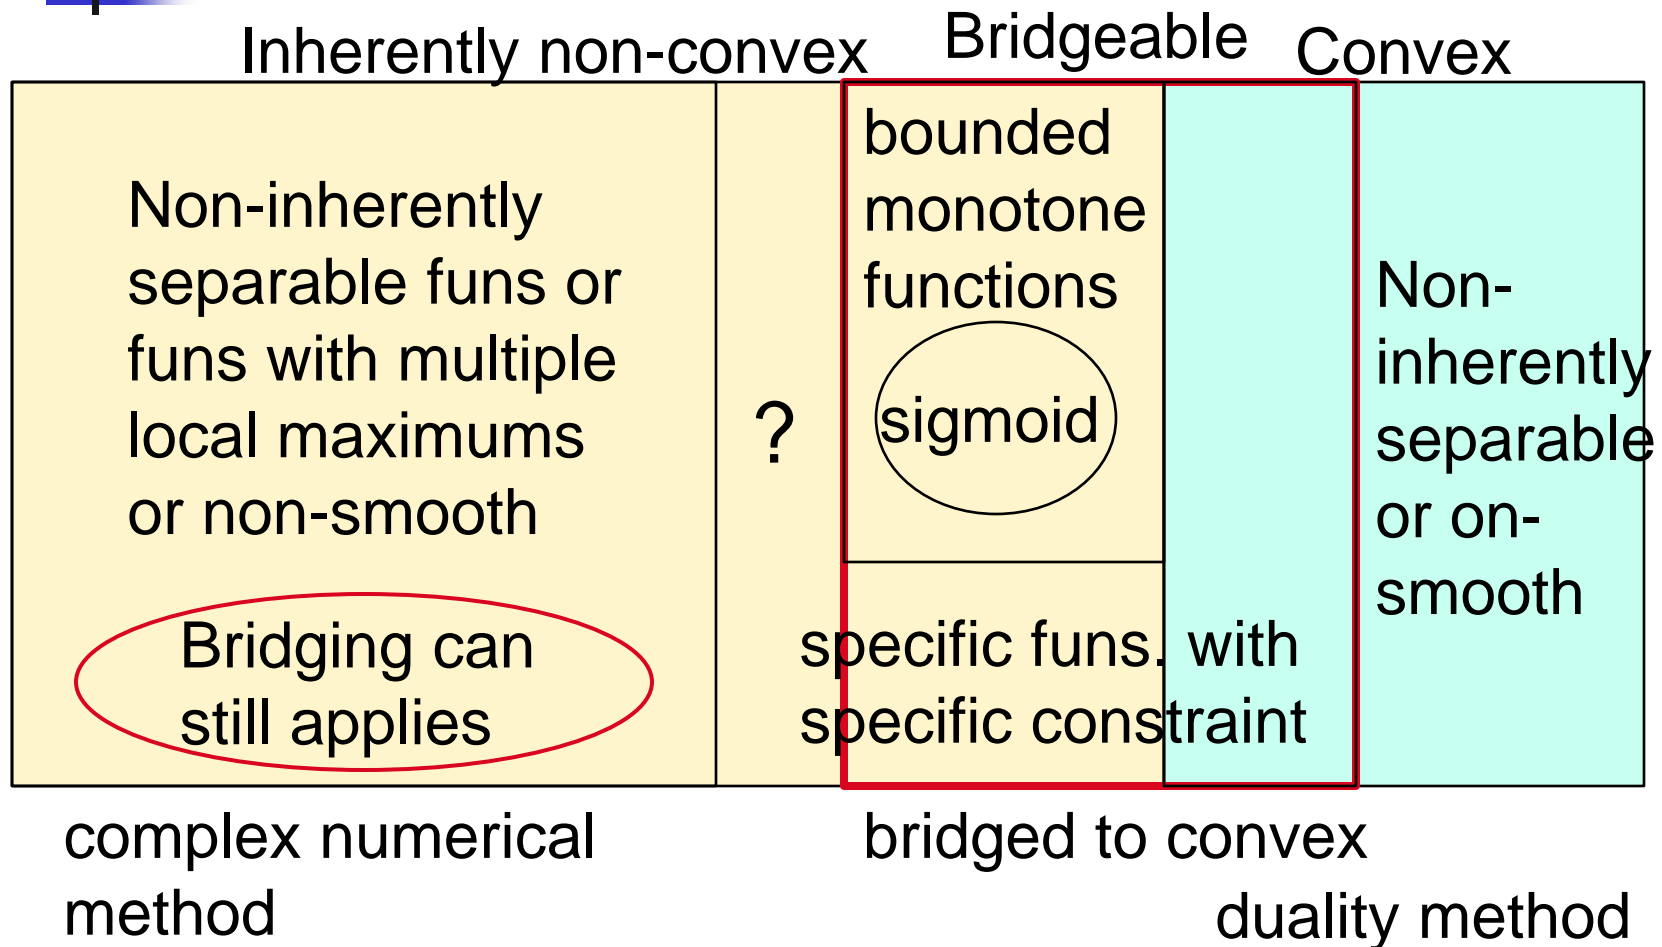 Inherently non-convex
Bridgeable
Convex
Non-inherently
separable funs or
funs with multiple
local maximums
or non-smooth
Bridging can
still applies
?
bounded
monotone
functions
sigmoid
specific funs. with
specific constraint
Non-
inherently
separable
or on-
smooth
complex numerical
method
bridged to convex
duality method